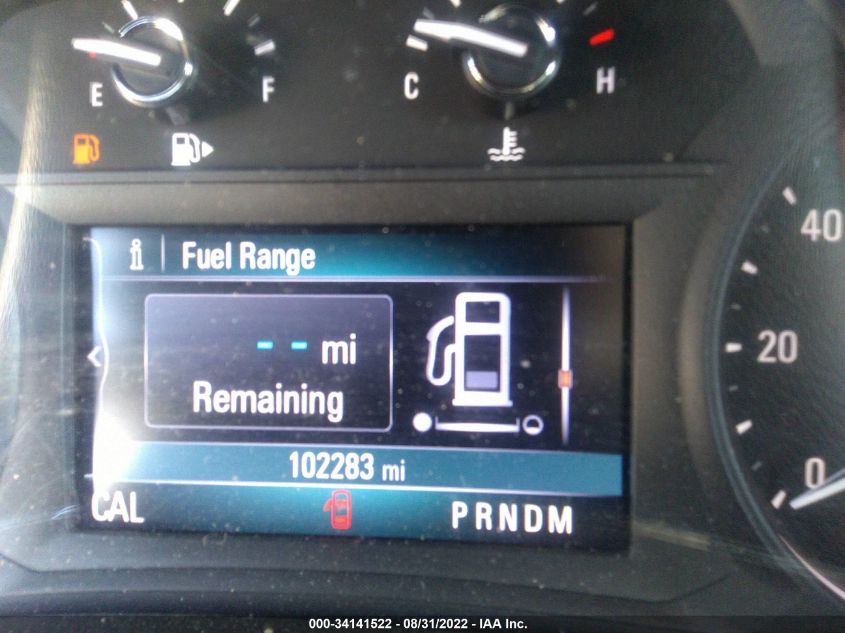 E F
C H
40
i Fuel Range
-- mi
20
Remaining
102283 mi
0
CAL
PRNDM
000-34141522 - 08/31/2022 - IAA Inc.